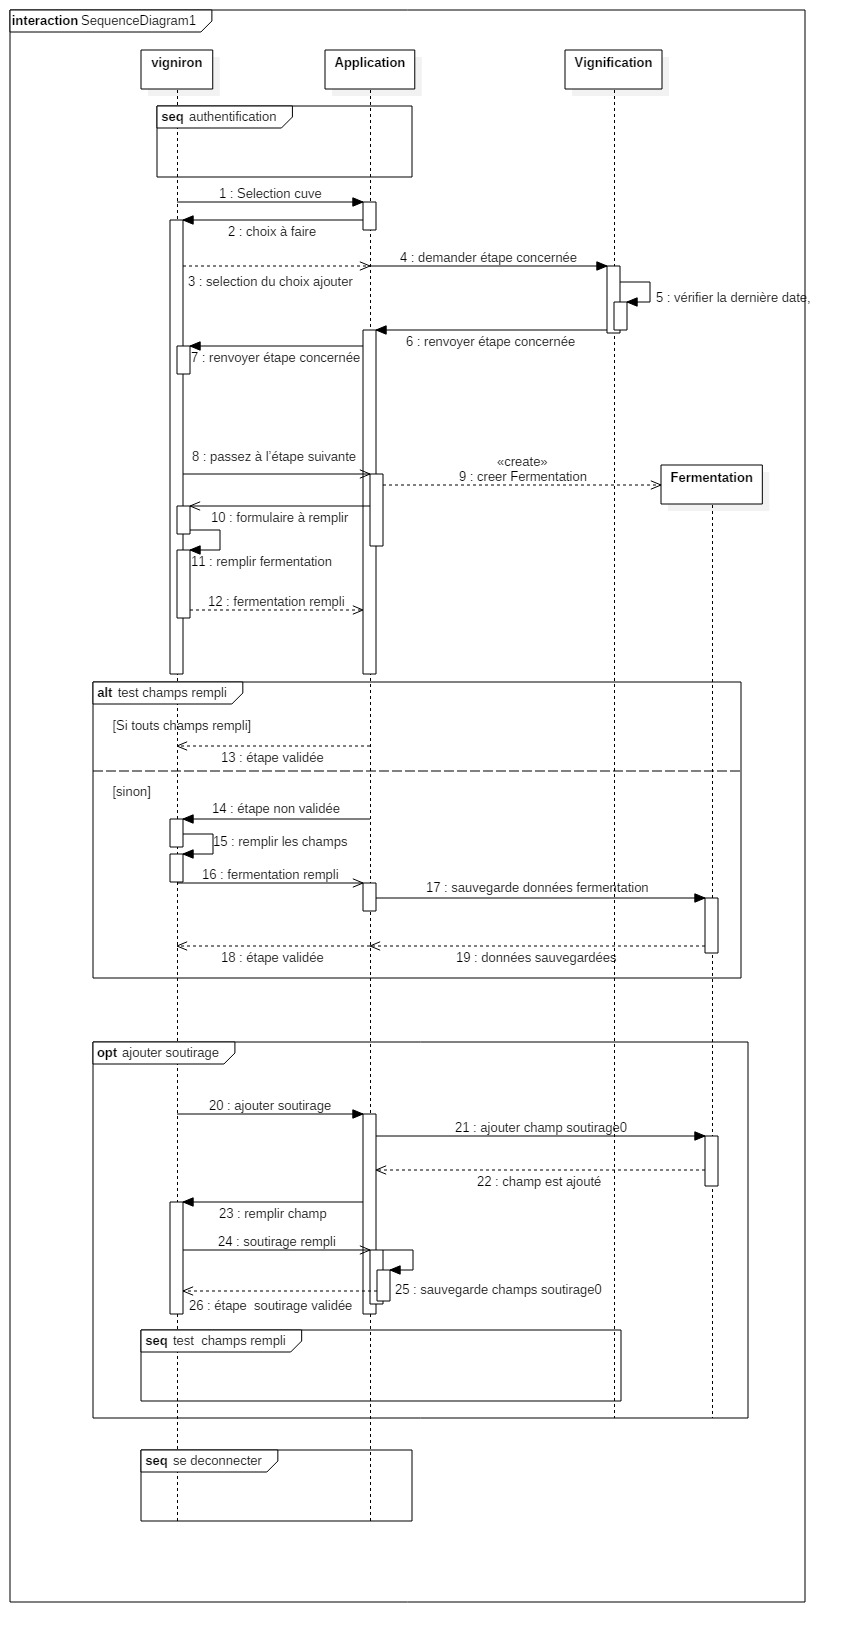 interaction SequenceDiagram1
vigniron
Application
Vignification
seq authentification
1 : Selection cuve
2 : choix à faire
4 : demander étape concernée
3 : selection du choix ajouter
5 : vérifier la dernière date,
6 : renvoyer étape concernée
7 : renvoyer étape concernée
8 : passez à l'étape suivante
«create»
9 : creer Fermentation
Fermentation
10 : formulaire à remplir
11 : remplir fermentation
12 : fermentation rempli
alt test champs rempli
[Si touts champs rempli]
13 : étape validée
[sinon]
14 : étape non validée
15 : remplir les champs
16 : fermentation rempli
17 : sauvegarde données fermentation
18 : étape validée
19 : données sauvegardées
opt ajouter soutirage
20 : ajouter soutirage
21 : ajouter champ soutirage0
22 : champ est ajouté
23 : remplir champ
24 : soutirage rempli
25 : sauvegarde champs soutirage0
26 : étape  soutirage validée
seq test  champs rempli
seq se deconnecter